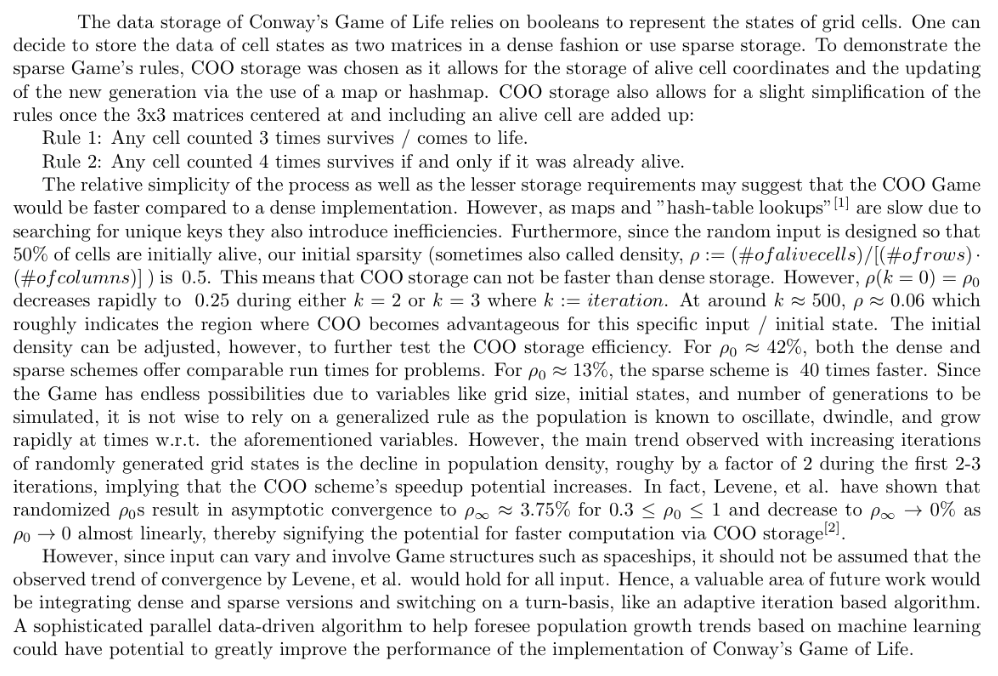 The data storage of Conway's Game of Life relies on booleans to represent the states of grid cells. One can
decide to store the data of cell states as two matrices in a dense fashion or use sparse storage. To demonstrate the
sparse Game's rules, COO storage was chosen as it allows for the storage of alive cell coordinates and the updating
of the new generation via the use of a map or hashmap. COO storage also allows for a slight simplification of the
rules once the 3x3 matrices centered at and including an alive cell are added up:
Rule 1: Any cell counted 3 times survives / comes to life.
Rule 2: Any cell counted 4 times survives if and only if it was already alive.
The relative simplicity of the process as well as the lesser storage requirements may suggest that the COO Game
would be faster compared to a dense implementation. However, as maps and "hash-table lookups"[1] are slow due to
searching for unique keys they also introduce inefficiencies. Furthermore, since the random input is designed so that
50% of cells are initially alive, our initial sparsity (sometimes also called density, ρ := (#ofalivecells)/[(#ofrows) ·
(#ofcolumns)] ) is 0.5. This means that COO storage can not be faster than dense storage. However, ρ(k = 0) = ρ0
decreases rapidly to 0.25 during either k = 2 or k = 3 where k := iteration. At around k ≈ 500, ρ ≈ 0.06 which
roughly indicates the region where COO becomes advantageous for this specific input / initial state. The initial
density can be adjusted, however, to further test the COO storage efficiency. For ρ0 ≈ 42%, both the dense and
sparse schemes offer comparable run times for problems. For ρ0 ≈ 13%, the sparse scheme is 40 times faster. Since
the Game has endless possibilities due to variables like grid size, initial states, and number of generations to be
simulated, it is not wise to rely on a generalized rule as the population is known to oscillate, dwindle, and grow
rapidly at times w.r.t. the aforementioned variables. However, the main trend observed with increasing iterations
of randomly generated grid states is the decline in population density, roughy by a factor of 2 during the first 2-3
iterations, implying that the COO scheme's speedup potential increases. In fact, Levene, et al. have shown that
randomized ρ0s result in asymptotic convergence to ρ∞ ≈ 3.75% for 0.3 ≤ ρ0 ≤ 1 and decrease to ρ∞ → 0% as
ρ0 → 0 almost linearly, thereby signifying the potential for faster computation via COO storage[2].
However, since input can vary and involve Game structures such as spaceships, it should not be assumed that the
observed trend of convergence by Levene, et al. would hold for all input. Hence, a valuable area of future work would
be integrating dense and sparse versions and switching on a turn-basis, like an adaptive iteration based algorithm.
A sophisticated parallel data-driven algorithm to help foresee population growth trends based on machine learning
could have potential to greatly improve the performance of the implementation of Conway's Game of Life.